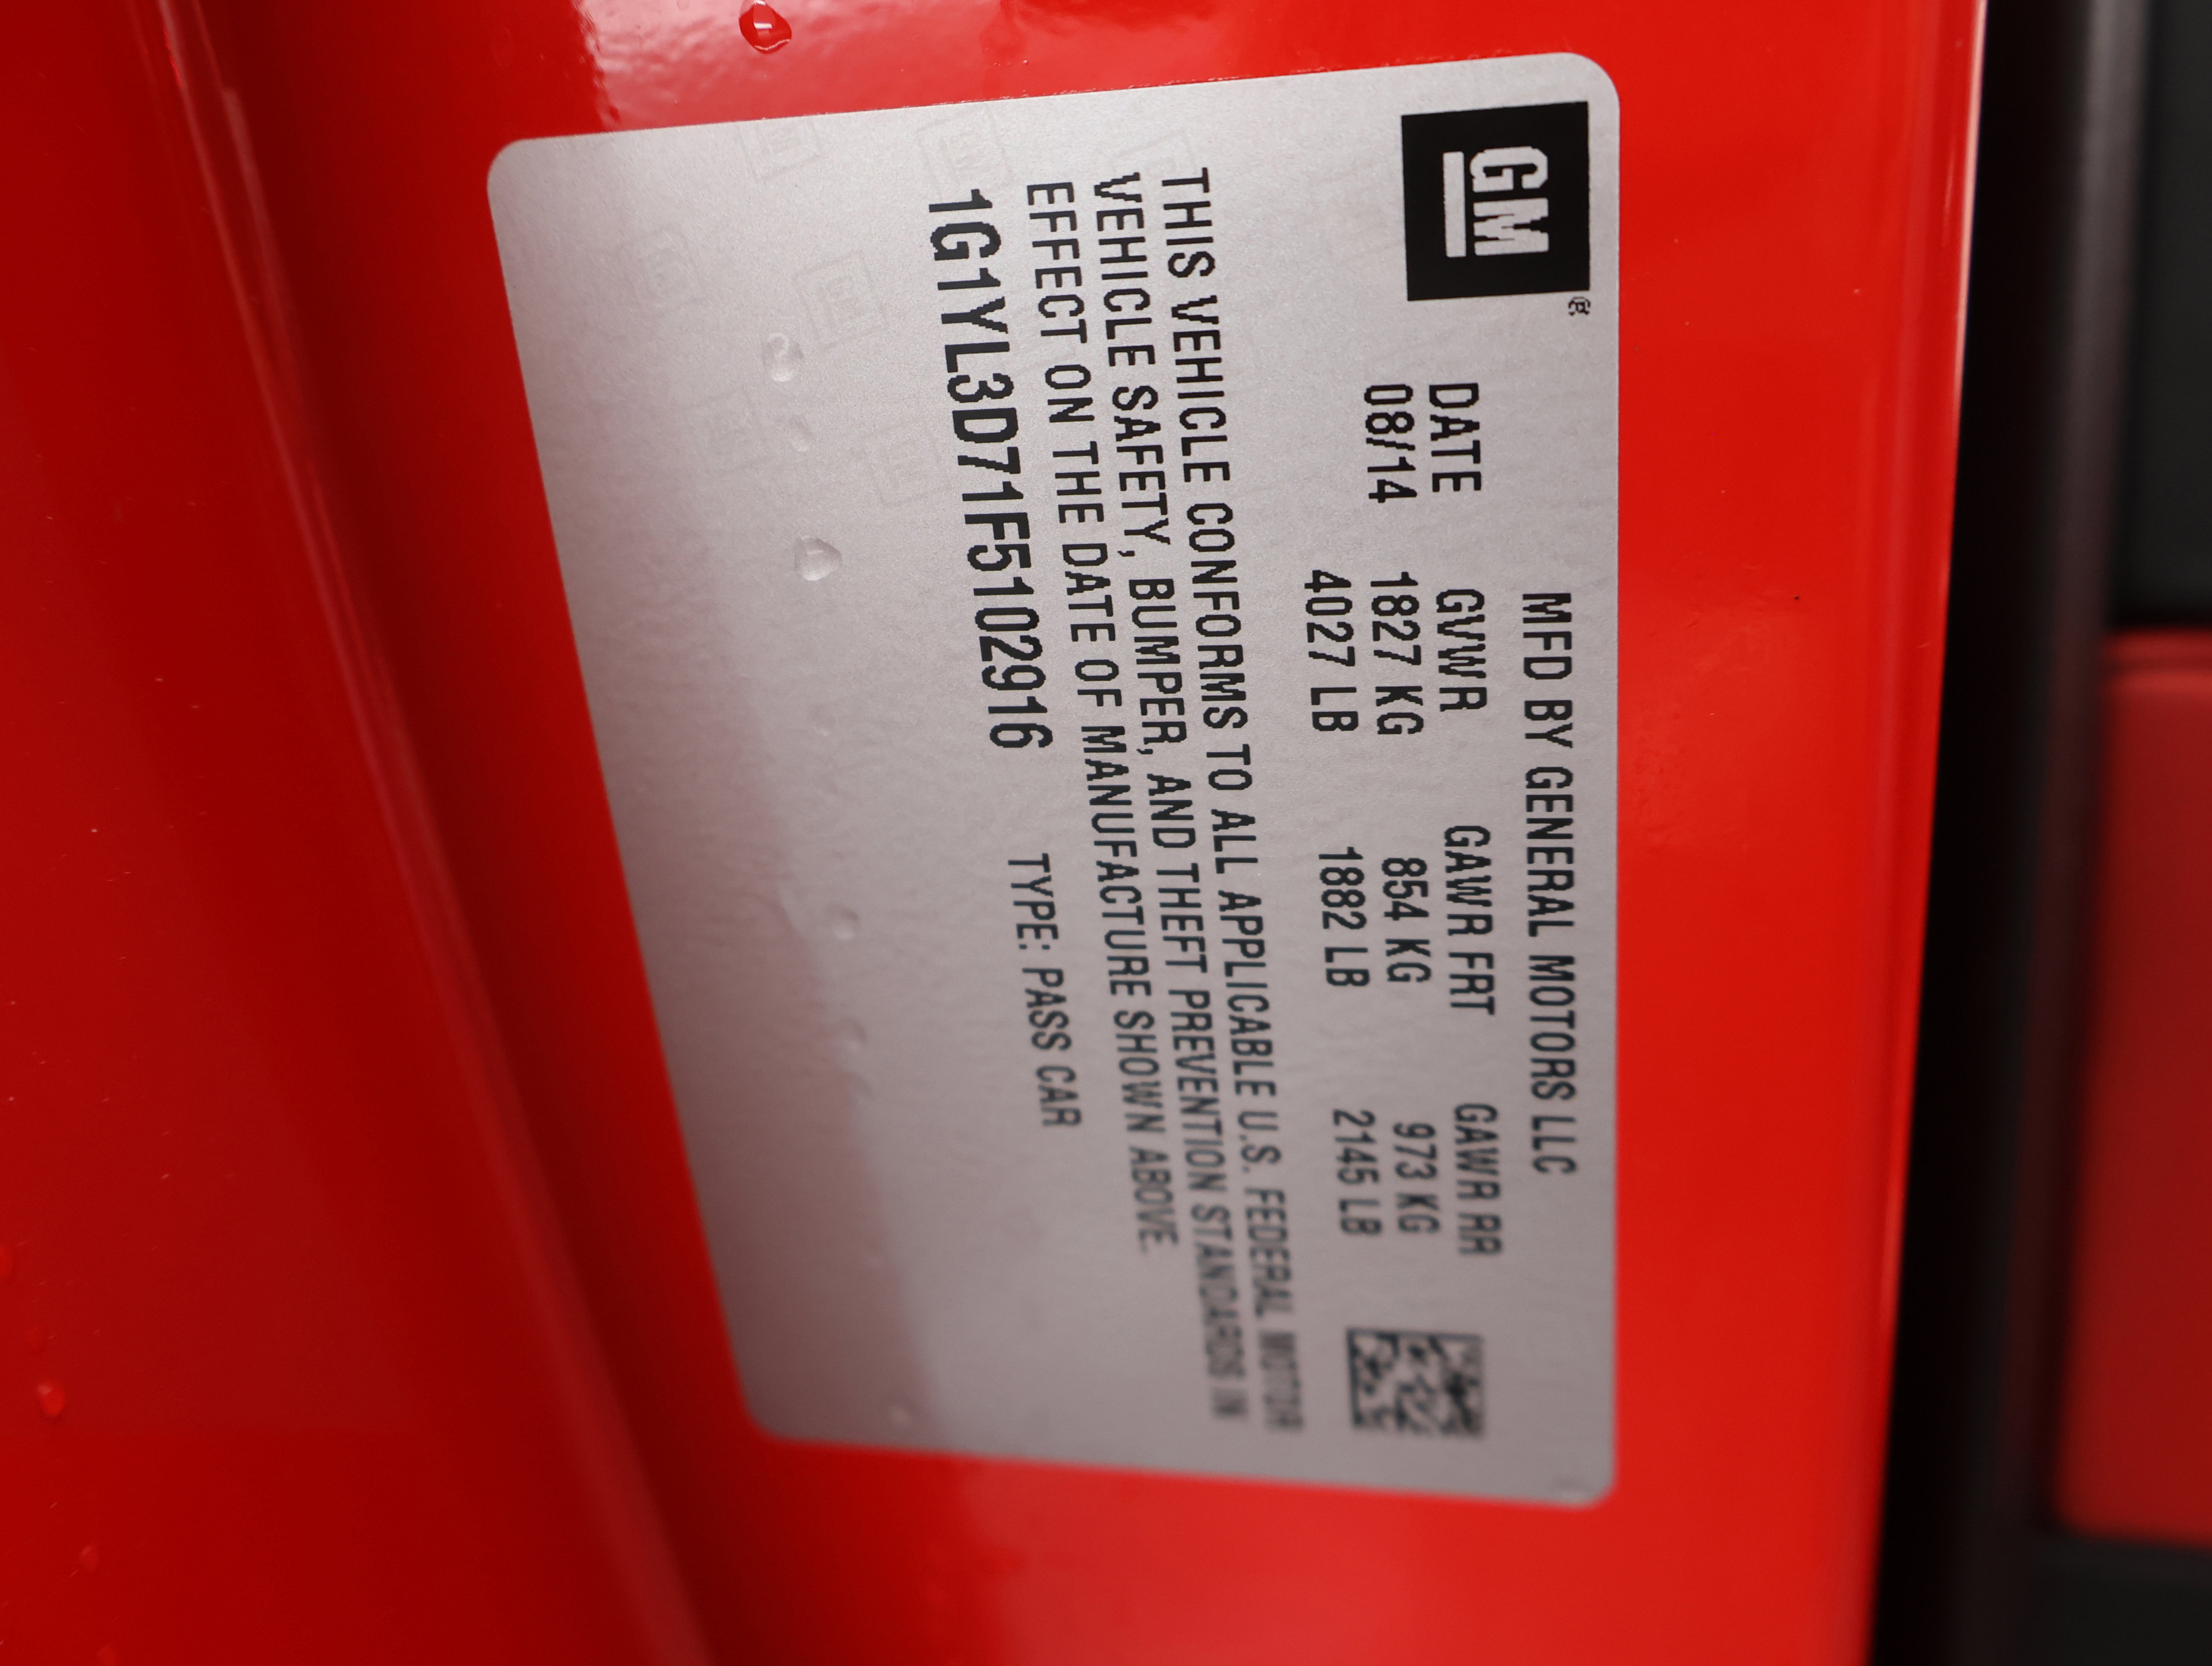 GM®
MFD BY GENERAL MOTORS LLC
DATE GVWR GAWR FRT GAWR RR
08/14 1827 KG 854 KG 973 KG
4027 LB 1882 LB 2145 LB
THIS VEHICLE CONFORMS TO ALL APPLICABLE U.S. FEDERAL MOTOR
VEHICLE SAFETY, BUMPER, AND THEFT PREVENTION STANDARDS IN
EFFECT ON THE DATE OF MANUFACTURE SHOWN ABOVE.
1G1YL3D71F5102916 TYPE: PASS CAR